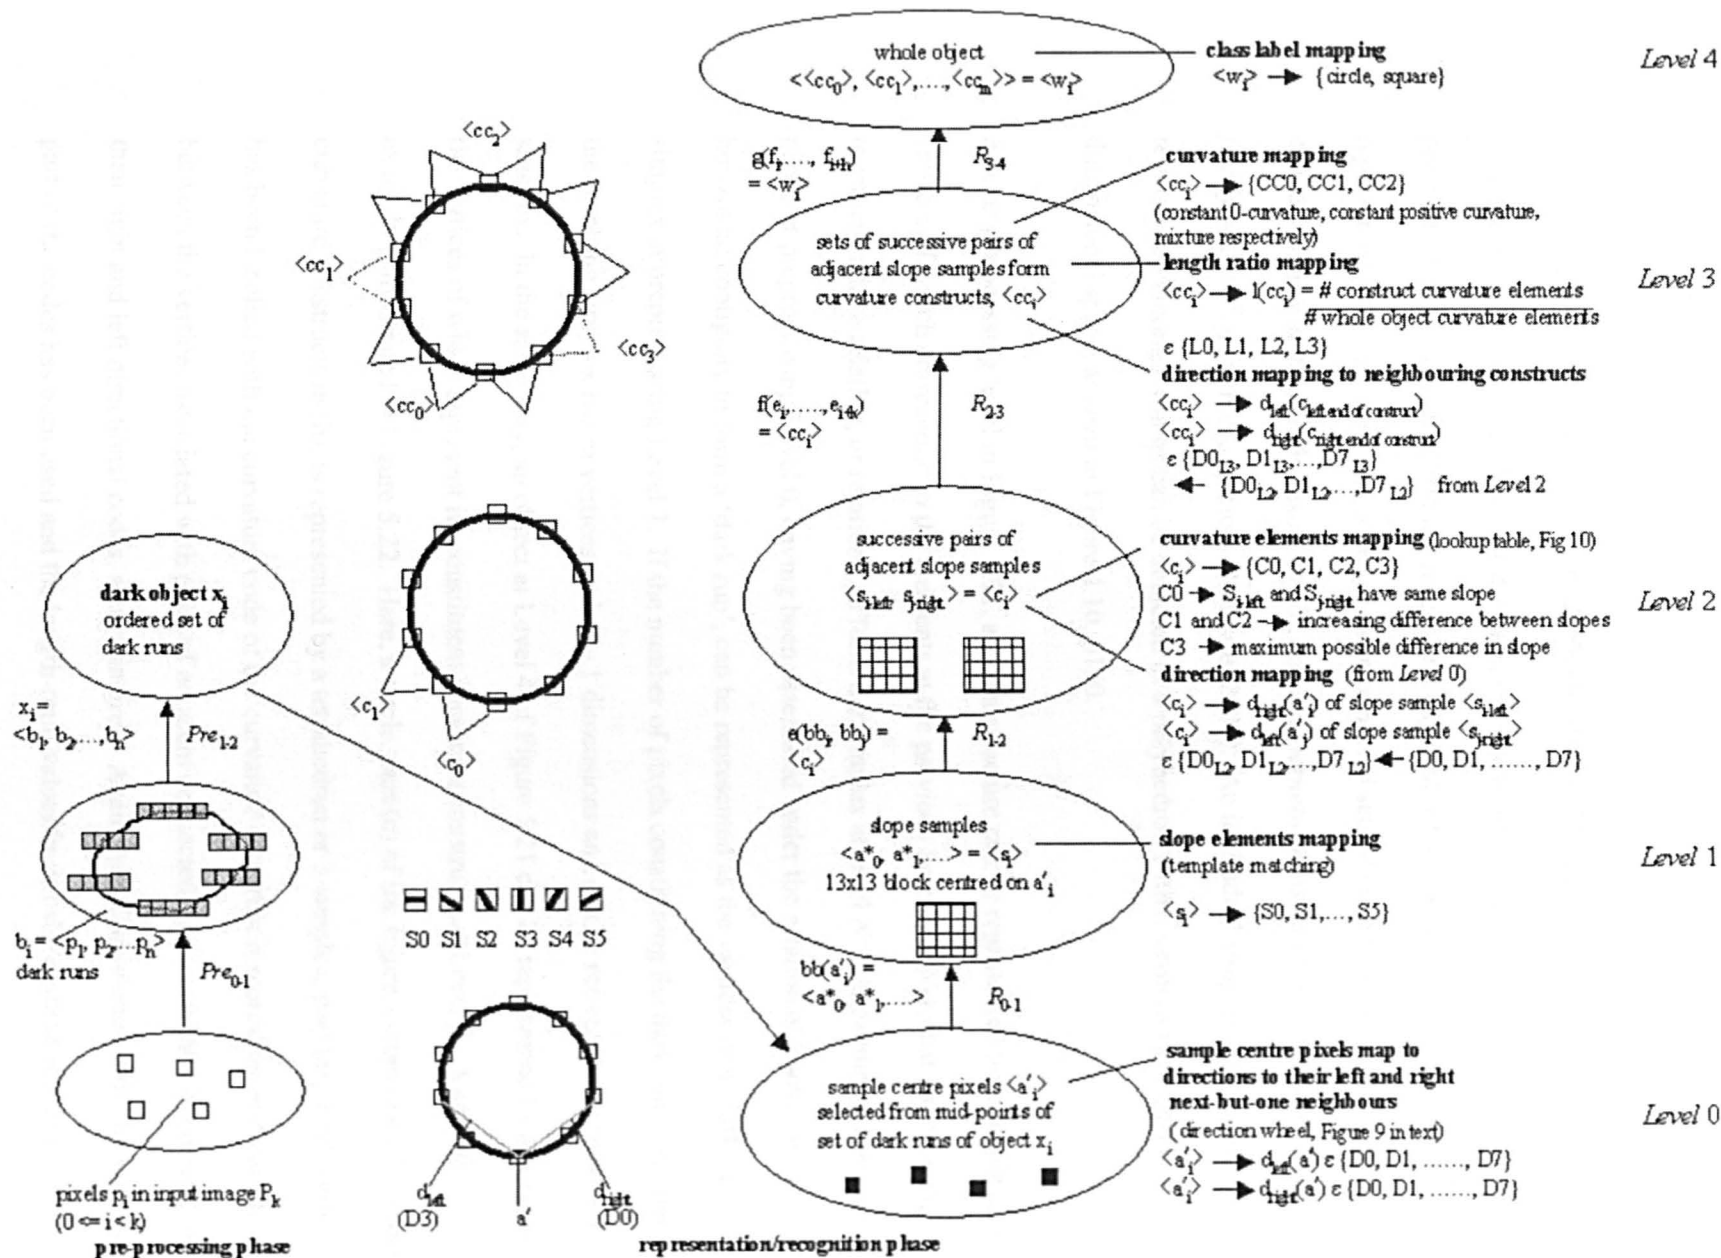 whole object
<<cc0>, <cc1>,....,<ccm>> = <wi>
class label mapping
<wi> → {circle, square}
Level 4
g(fi,...., fi+h)
= <wi>
R3-4
curvature mapping
<cci> → {CC0, CC1, CC2}
(constant 0-curvature, constant positive curvature,
mixture respectively)
sets of successive pairs of
adjacent slope samples form
curvature constructs, <cci>
length ratio mapping
<cci> → l(cci) = # construct curvature elements
# whole object curvature elements
ε {L0, L1, L2, L3}
Level 3
direction mapping to neighbouring constructs
<cci> → dleft(cleft end of construct)
<cci> → dright(cright end of construct)
ε {D0L3, D1L3,...,D7L3}
← {D0L2, D1L2,...,D7L2} from Level 2
f(ei,....,ei+k)
= <cci>
R2-3
<cc2>
<cc1>
<cc3>
<cc0>
successive pairs of
adjacent slope samples
<si-left, sj-right> = <ci>
curvature elements mapping (lookup table, Fig 10)
<ci> → {C0, C1, C2, C3}
C0 → Si-left and Sj-right have same slope
C1 and C2 → increasing difference between slopes
C3 → maximum possible difference in slope
Level 2
direction mapping (from Level 0)
<ci> → dright(a'i) of slope sample <si-left>
<ci> → dleft(a'j) of slope sample <sj-right>
ε {D0L2, D1L2,...,D7L2} ← {D0, D1, ......, D7}
e(bbi, bbj) =
<ci>
R1-2
<c1>
<c0>
dark object xi
ordered set of
dark runs
xi =
<b1, b2,...,bn>
Pre1-2
bi = <p1, p2,...pn>
dark runs
Pre0-1
pixels pi in input image Pk
(0 <= i < k)
pre-processing phase
slope samples
<a*0, a*1,....> = <si>
13x13 block centred on a'i
slope elements mapping
(template matching)
<si> → {S0, S1,..., S5}
Level 1
S0 S1 S2 S3 S4 S5
bb(a'i) =
<a*0, a*1,....>
R0-1
sample centre pixels <a'i>
selected from mid-points of
set of dark runs of object xi
sample centre pixels map to
directions to their left and right
next-but-one neighbours
(direction wheel, Figure 9 in text)
<a'i> → dleft(a') ε {D0, D1, ......, D7}
<a'i> → dright(a') ε {D0, D1, ......, D7}
Level 0
dleft
(D3)
a'
dright
(D0)
representation/recognition phase